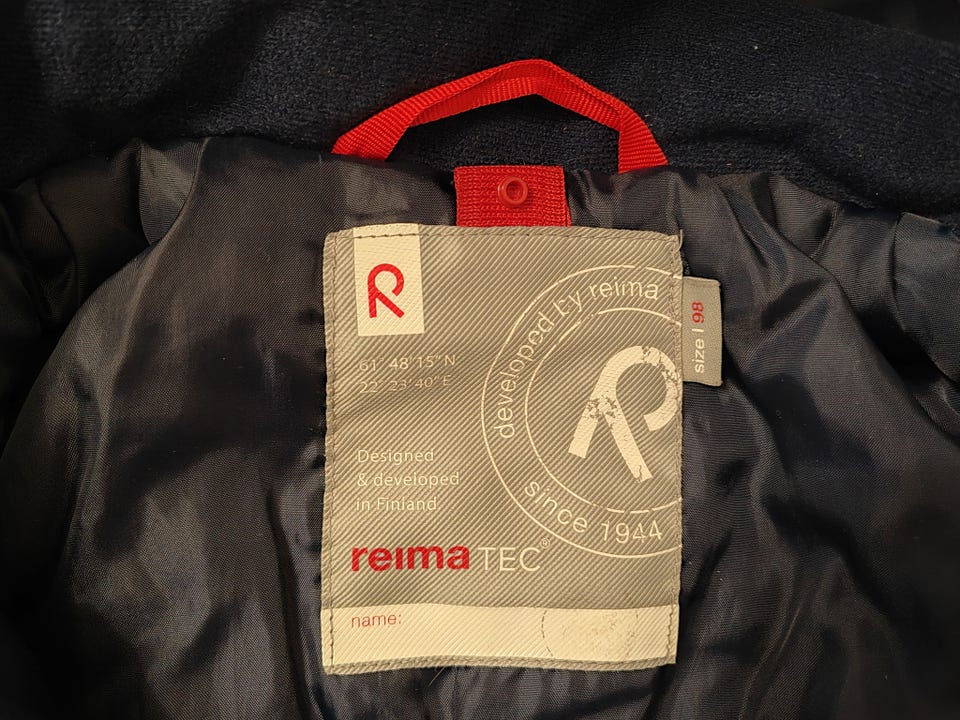 R
61° 48' 15" N
22° 23' 40" E
developed by reima
R
since 1944
size | 98
Designed
& developed
in Finland.
reima TEC®
name: